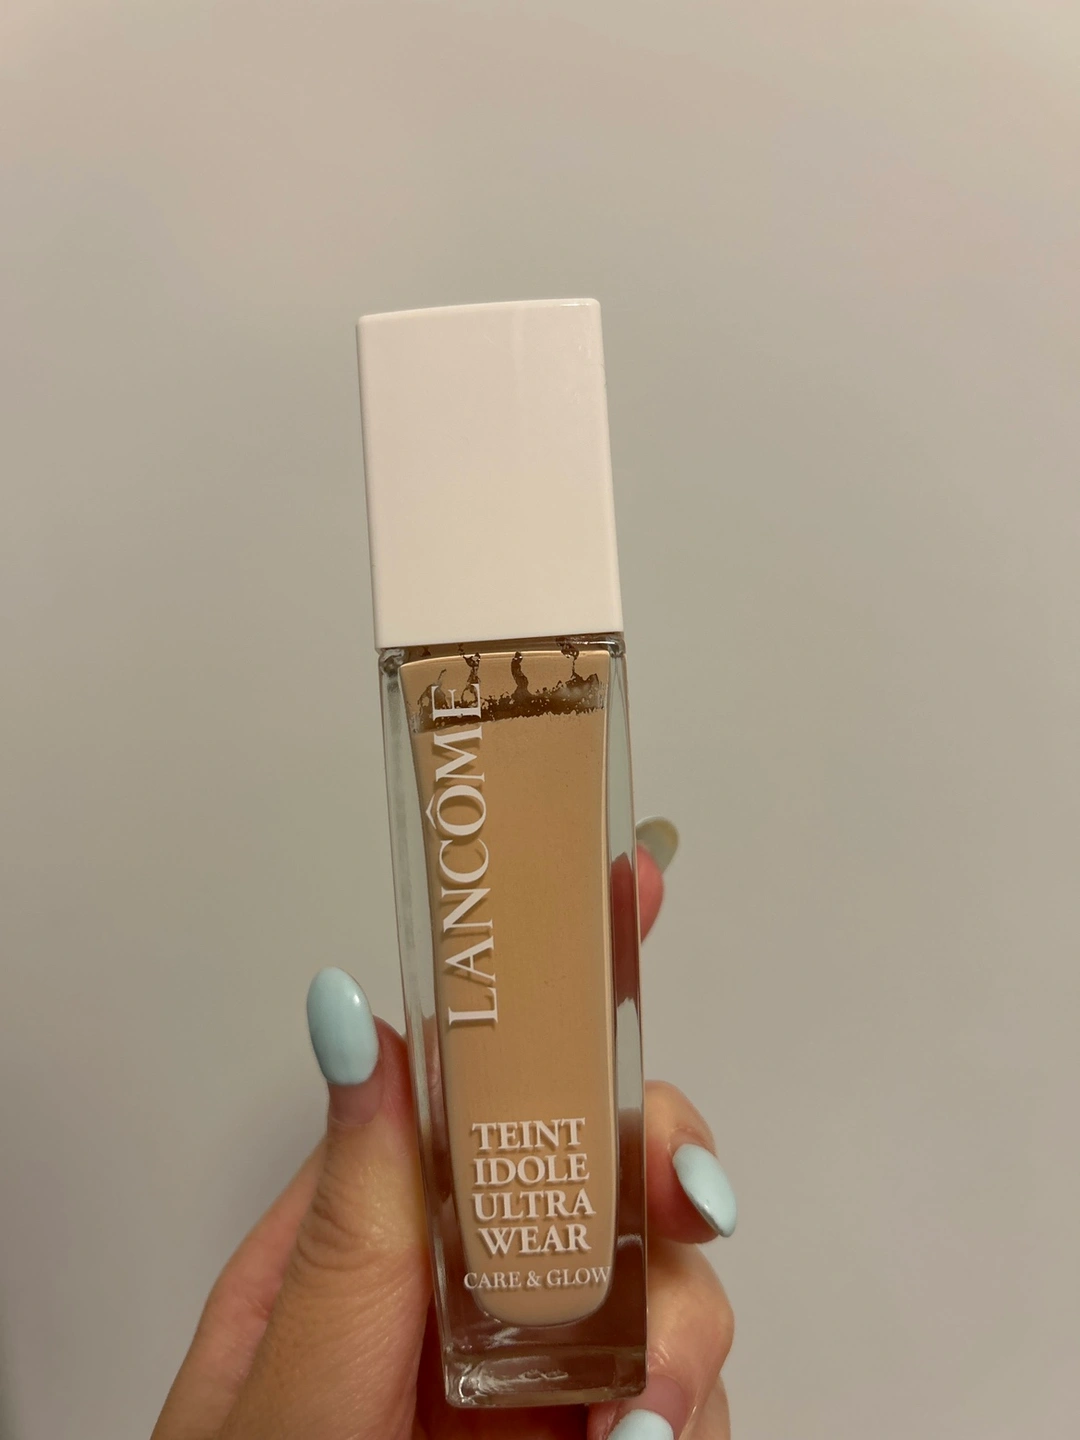 LANCÔME
TEINT
IDOLE
ULTRA
WEAR
CARE & GLOW